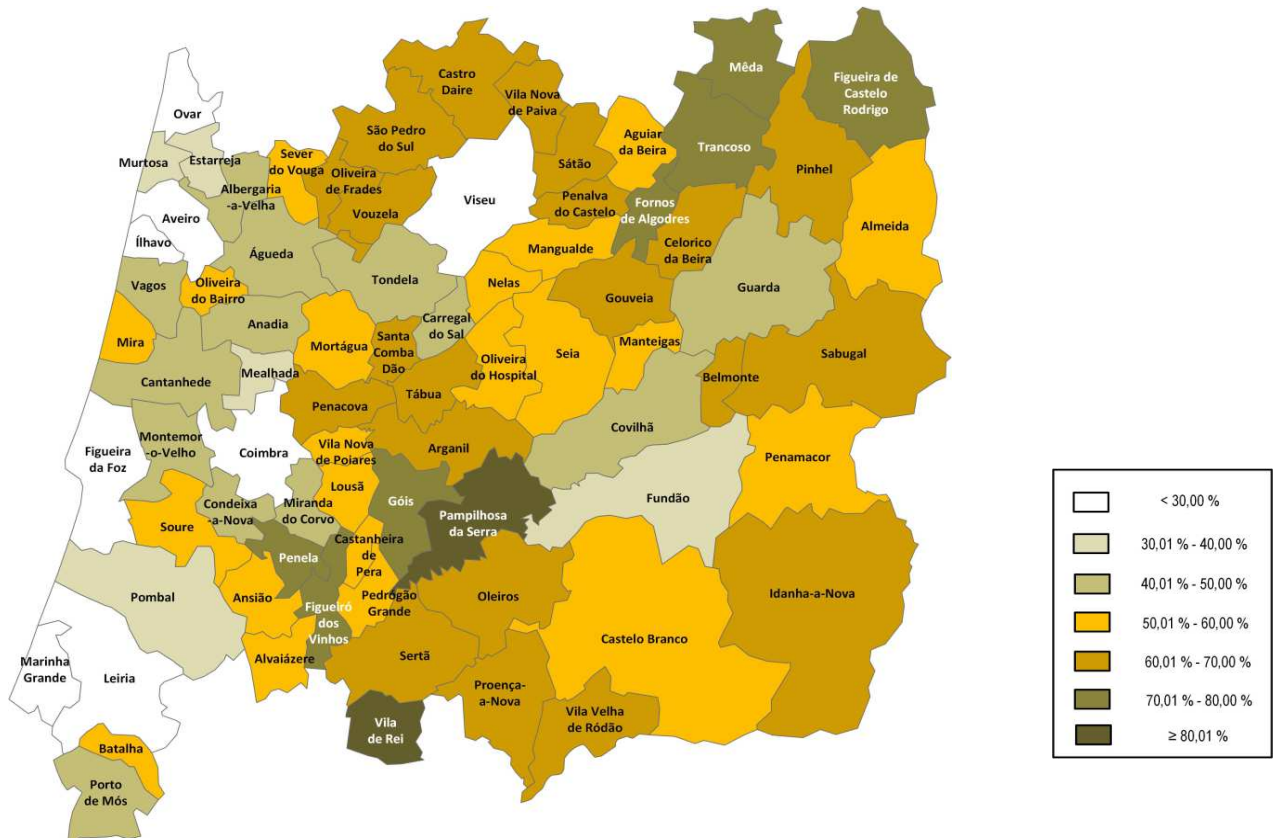 Mêda
Figueira de
Castelo
Rodrigo
Castro
Daire
Vila Nova
de Paiva
Ovar
São Pedro
do Sul
Aguiar
da Beira
Trancoso
Murtosa
Estarreja
Sever
do Vouga
Sátão
Pinhel
Oliveira
de Frades
Albergaria
-a-Velha
Viseu
Penalva
do Castelo
Fornos
de Algodres
Vouzela
Aveiro
Almeida
Ílhavo
Mangualde
Celorico
da Beira
Águeda
Tondela
Nelas
Guarda
Vagos
Oliveira
do Bairro
Gouveia
Anadia
Carregal
do Sal
Mira
Mortágua
Santa
Comba
Dão
Oliveira
do Hospital
Seia
Manteigas
Sabugal
Mealhada
Cantanhede
Belmonte
Tábua
Penacova
Covilhã
Montemor
-o-Velho
Figueira
da Foz
Coimbra
Vila Nova
de Poiares
Arganil
Penamacor
Lousã
Góis
Fundão
Condeixa
-a-Nova
Miranda
do Corvo
Pampilhosa
da Serra
Soure
Castanheira
de
Pera
Penela
Pombal
Ansião
Figueiró
dos
Vinhos
Pedrogão
Grande
Oleiros
Idanha-a-Nova
Castelo Branco
Alvaiázere
Sertã
Marinha
Grande
Leiria
Proença-
a-Nova
Vila
de Rei
Vila Velha
de Ródão
Batalha
Porto
de Mós
< 30,00 %
30,01 % - 40,00 %
40,01 % - 50,00 %
50,01 % - 60,00 %
60,01 % - 70,00 %
70,01 % - 80,00 %
≥ 80,01 %